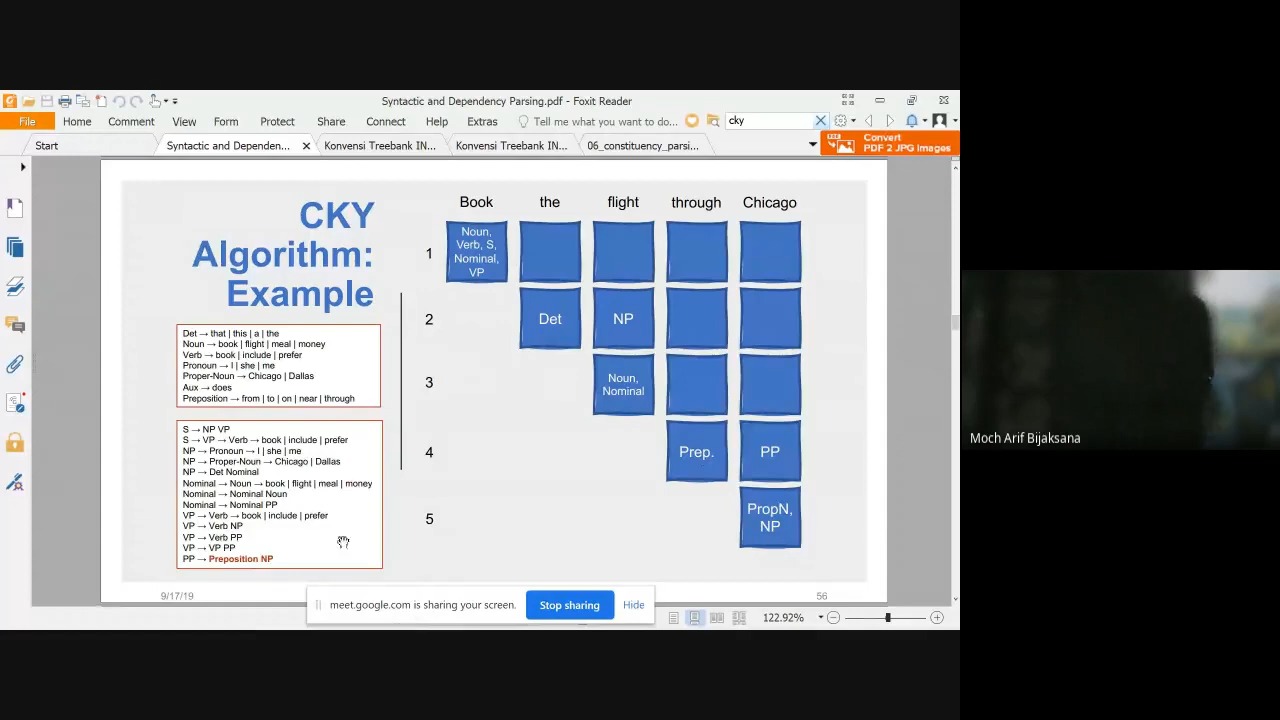 Syntactic and Dependency Parsing.pdf - Foxit Reader
File Home Comment View Form Protect Share Connect Help Extras Tell me what you want to do... cky
Start Syntactic and Dependen... Konvensi Treebank IN... Konvensi Treebank IN... 06_constituency_parsi...
Convert
PDF 2 JPG Images
CKY
Algorithm:
Example
Det → that | this | a | the
Noun → book | flight | meal | money
Verb → book | include | prefer
Pronoun → I | she | me
Proper-Noun → Chicago | Dallas
Aux → does
Preposition → from | to | on | near | through
S → NP VP
S → VP → Verb → book | include | prefer
NP → Pronoun → I | she | me
NP → Proper-Noun → Chicago | Dallas
NP → Det Nominal
Nominal → Noun → book | flight | meal | money
Nominal → Nominal Noun
Nominal → Nominal PP
VP → Verb → book | include | prefer
VP → Verb NP
VP → Verb PP
VP → VP PP
PP → Preposition NP
Book the flight through Chicago
1
Noun,
Verb, S,
Nominal,
VP
2
Det
NP
3
Noun,
Nominal
4
Prep.
PP
5
PropN,
NP
9/17/19
56
meet.google.com is sharing your screen. Stop sharing Hide
122.92%
Moch Arif Bijaksana